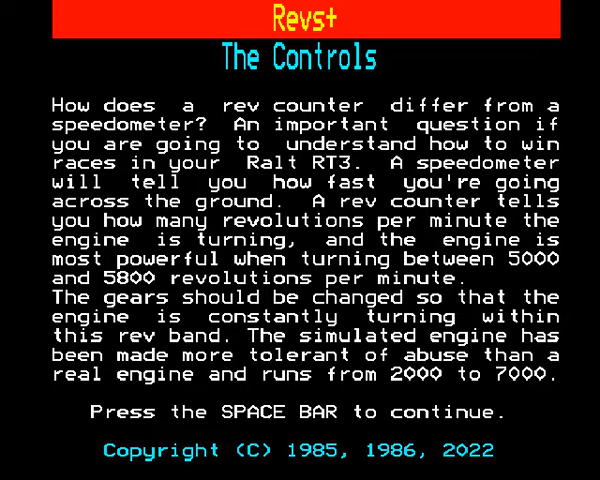 Revs+
The Controls
How does a rev counter differ from a
speedometer? An important question if
you are going to understand how to win
races in your Ralt RT3. A speedometer
will tell you how fast you're going
across the ground. A rev counter tells
you how many revolutions per minute the
engine is turning, and the engine is
most powerful when turning between 5000
and 5800 revolutions per minute.
The gears should be changed so that the
engine is constantly turning within
this rev band. The simulated engine has
been made more tolerant of abuse than a
real engine and runs from 2000 to 7000.
Press the SPACE BAR to continue.
Copyright (C) 1985, 1986, 2022